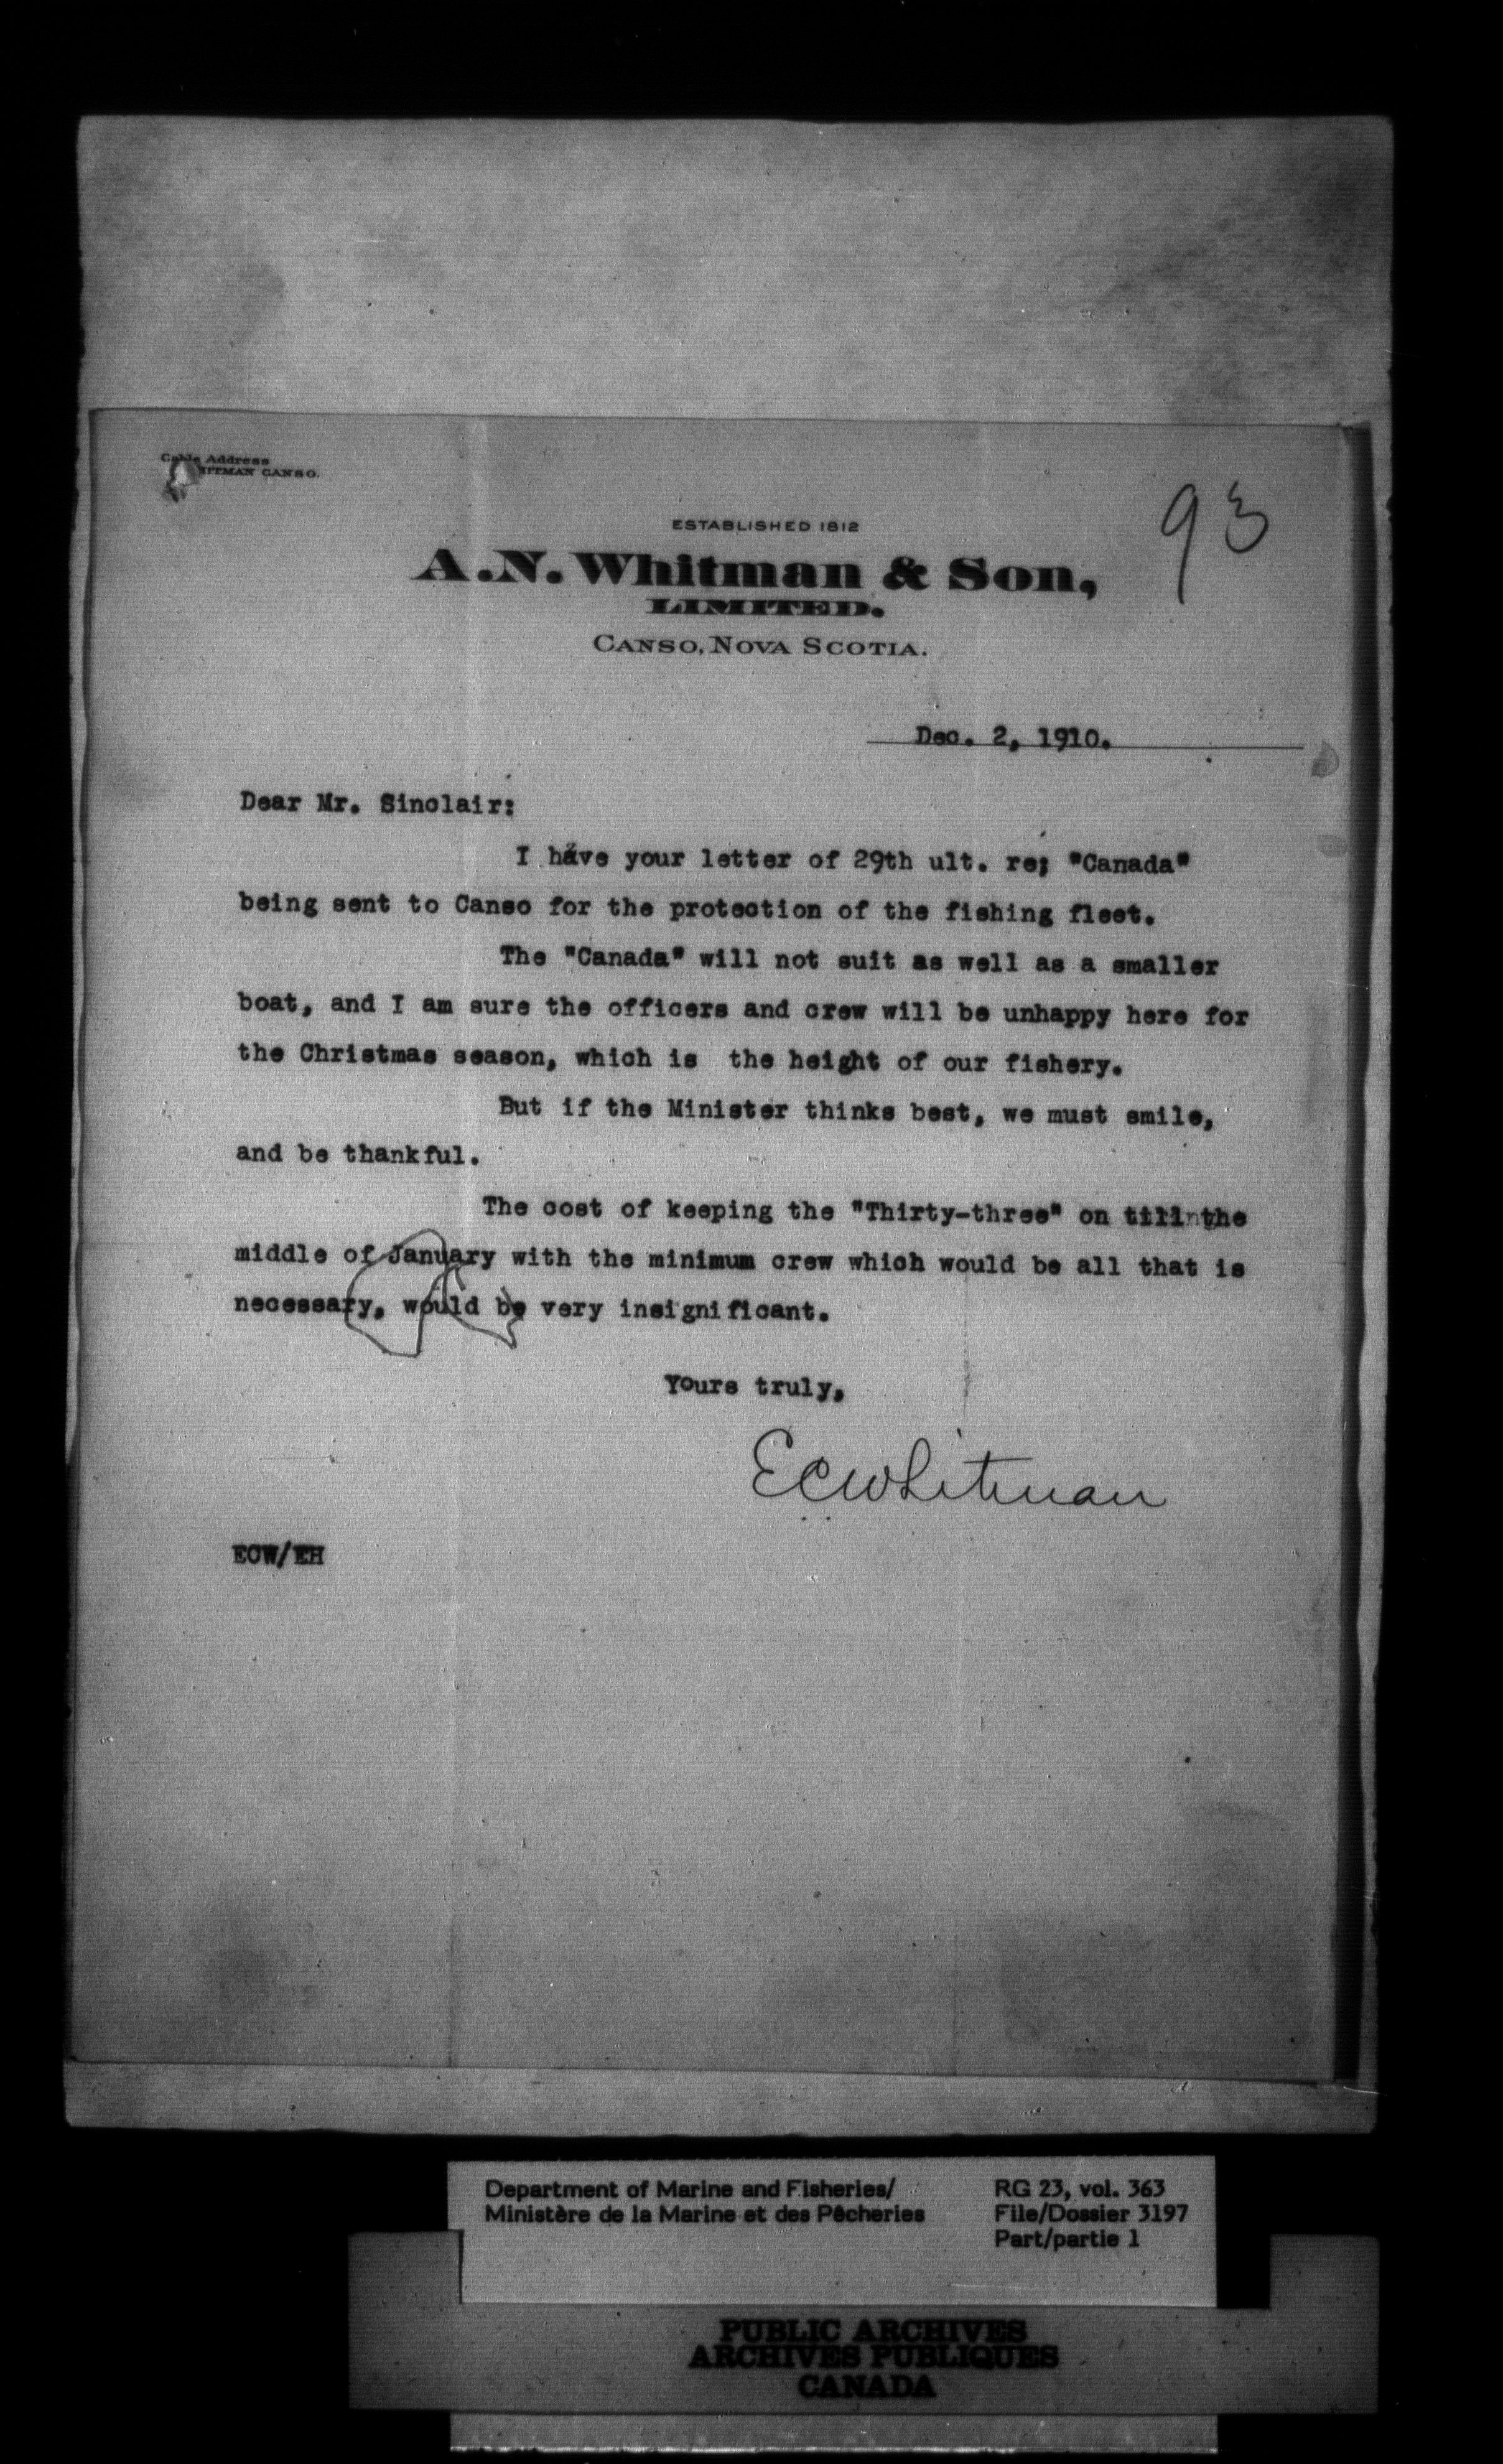 Cable Address
WHITMAN CANSO.
93
ESTABLISHED 1812
A.N. Whitman & Son,
LIMITED.
CANSO, NOVA SCOTIA.
Dec. 2, 1910.
Dear Mr. Sinclair:
I have your letter of 29th ult. re; "Canada"
being sent to Canso for the protection of the fishing fleet.
The "Canada" will not suit as well as a smaller
boat, and I am sure the officers and crew will be unhappy here for
the Christmas season, which is the height of our fishery.
But if the Minister thinks best, we must smile,
and be thankful.
The cost of keeping the "Thirty-three" on till the
middle of January with the minimum crew which would be all that is
necessary, would be very insignificant.
Yours truly,
ECWhitman
ECW/EH
Department of Marine and Fisheries/
Ministère de la Marine et des Pêcheries
RG 23, vol. 363
File/Dossier 3197
Part/partie 1
PUBLIC ARCHIVES
ARCHIVES PUBLIQUES
CANADA